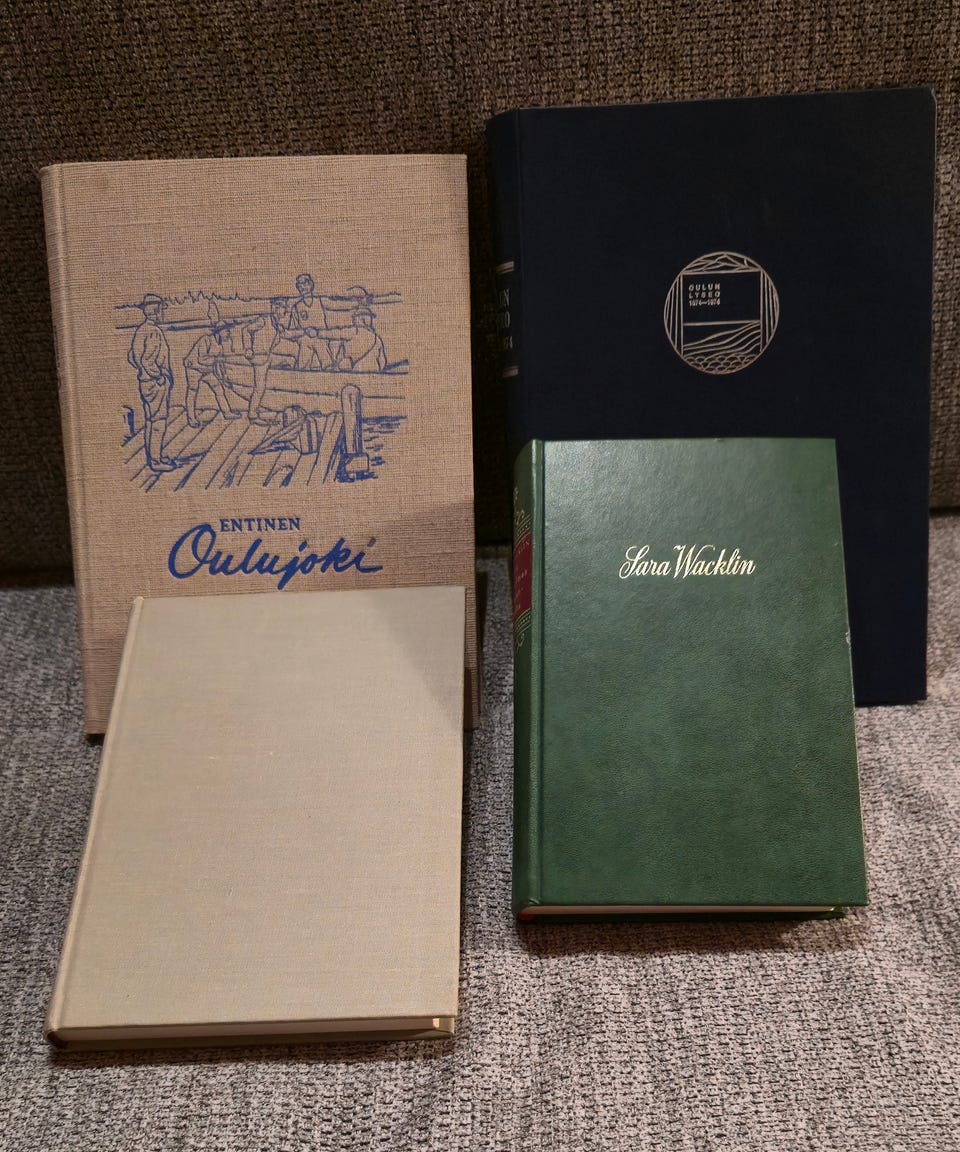 ENTINEN
Oulujoki
OULUN
LYSEO
1874—1974
Sara Wacklin